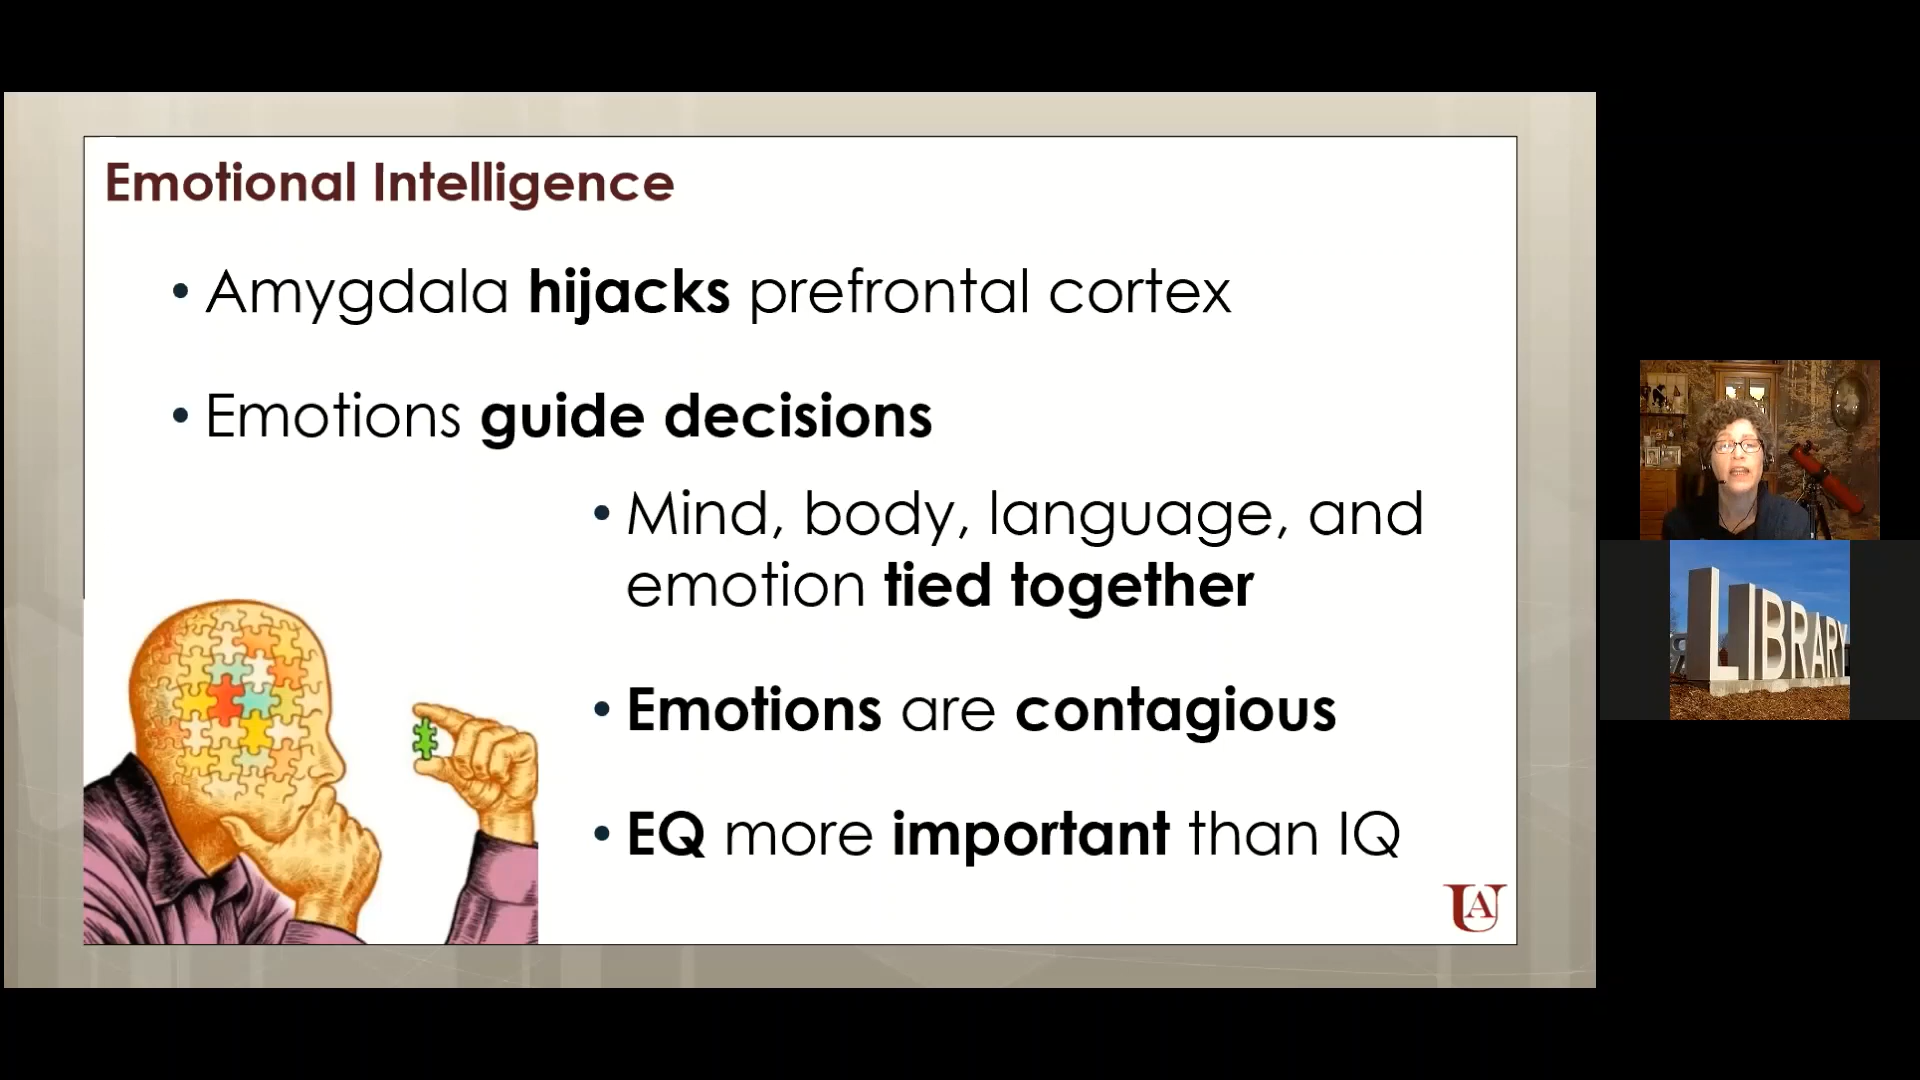 Emotional Intelligence
• Amygdala hijacks prefrontal cortex
• Emotions guide decisions
• Mind, body, language, and
emotion tied together
• Emotions are contagious
• EQ more important than IQ
UA
LIBRARY